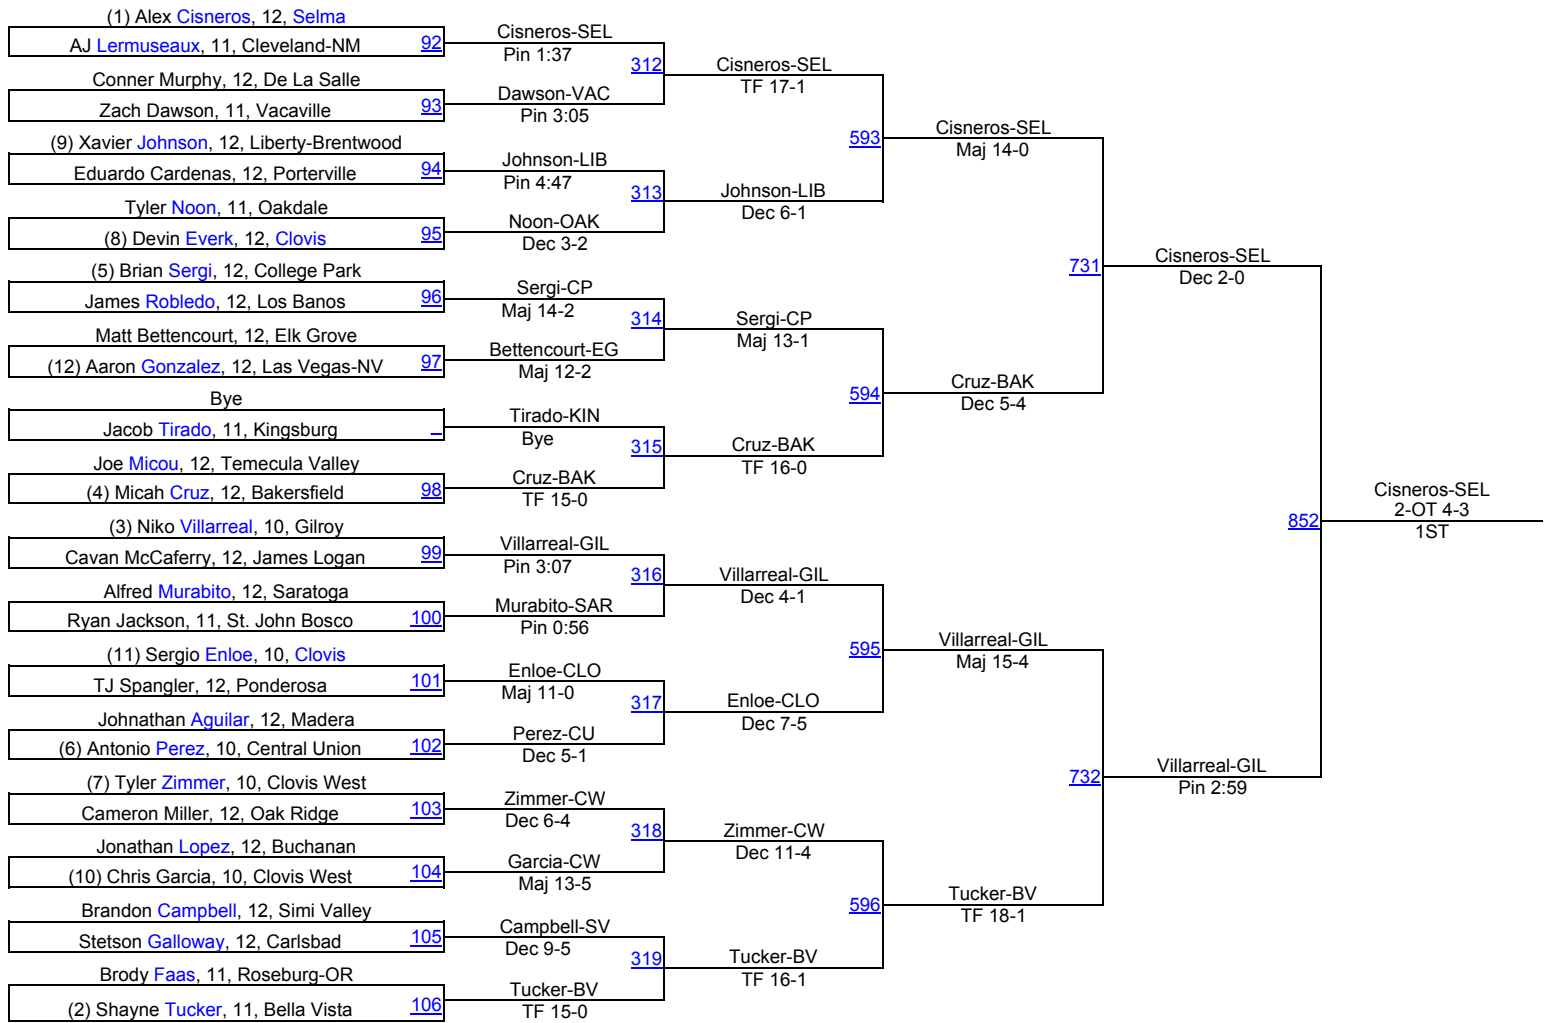 (1) Alex Cisneros, 12, Selma
AJ Lermuseaux, 11, Cleveland-NM
92
Conner Murphy, 12, De La Salle
Zach Dawson, 11, Vacaville
93
(9) Xavier Johnson, 12, Liberty-Brentwood
Eduardo Cardenas, 12, Porterville
94
Tyler Noon, 11, Oakdale
(8) Devin Everk, 12, Clovis
95
(5) Brian Sergi, 12, College Park
James Robledo, 12, Los Banos
96
Matt Bettencourt, 12, Elk Grove
(12) Aaron Gonzalez, 12, Las Vegas-NV
97
Bye
Jacob Tirado, 11, Kingsburg
Joe Micou, 12, Temecula Valley
(4) Micah Cruz, 12, Bakersfield
98
(3) Niko Villarreal, 10, Gilroy
Cavan McCaferry, 12, James Logan
99
Alfred Murabito, 12, Saratoga
Ryan Jackson, 11, St. John Bosco
100
(11) Sergio Enloe, 10, Clovis
TJ Spangler, 12, Ponderosa
101
Johnathan Aguilar, 12, Madera
(6) Antonio Perez, 10, Central Union
102
(7) Tyler Zimmer, 10, Clovis West
Cameron Miller, 12, Oak Ridge
103
Jonathan Lopez, 12, Buchanan
(10) Chris Garcia, 10, Clovis West
104
Brandon Campbell, 12, Simi Valley
Stetson Galloway, 12, Carlsbad
105
Brody Faas, 11, Roseburg-OR
(2) Shayne Tucker, 11, Bella Vista
106
Cisneros-SEL
Pin 1:37
312
Dawson-VAC
Pin 3:05
Johnson-LIB
Pin 4:47
313
Noon-OAK
Dec 3-2
Sergi-CP
Maj 14-2
314
Bettencourt-EG
Maj 12-2
Tirado-KIN
Bye
315
Cruz-BAK
TF 15-0
Villarreal-GIL
Pin 3:07
316
Murabito-SAR
Pin 0:56
Enloe-CLO
Maj 11-0
317
Perez-CU
Dec 5-1
Zimmer-CW
Dec 6-4
318
Garcia-CW
Maj 13-5
Campbell-SV
Dec 9-5
319
Tucker-BV
TF 15-0
Cisneros-SEL
TF 17-1
593
Johnson-LIB
Dec 6-1
Sergi-CP
Maj 13-1
594
Cruz-BAK
TF 16-0
Villarreal-GIL
Dec 4-1
595
Enloe-CLO
Dec 7-5
Zimmer-CW
Dec 11-4
596
Tucker-BV
TF 16-1
Cisneros-SEL
Maj 14-0
731
Cruz-BAK
Dec 5-4
Villarreal-GIL
Maj 15-4
732
Tucker-BV
TF 18-1
Cisneros-SEL
Dec 2-0
852
Villarreal-GIL
Pin 2:59
Cisneros-SEL
2-OT 4-3
1ST